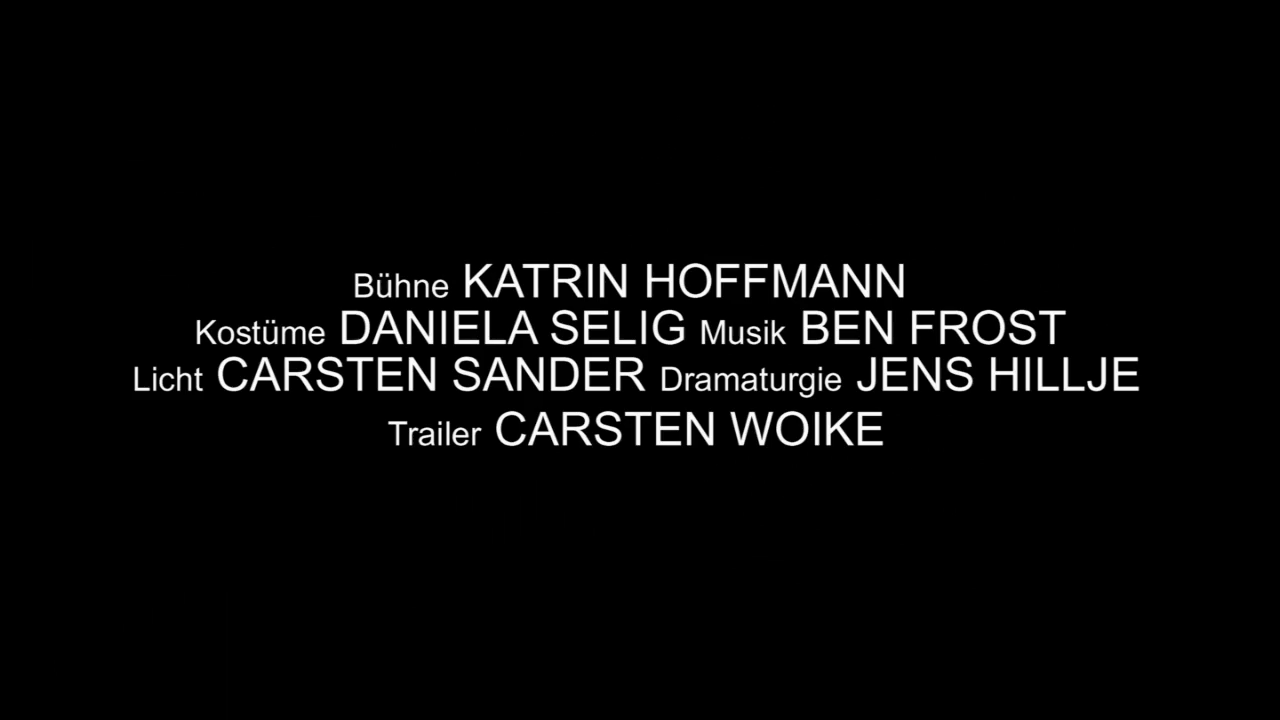 Bühne KATRIN HOFFMANN
Kostüme DANIELA SELIG Musik BEN FROST
Licht CARSTEN SANDER Dramaturgie JENS HILLJE
Trailer CARSTEN WOIKE